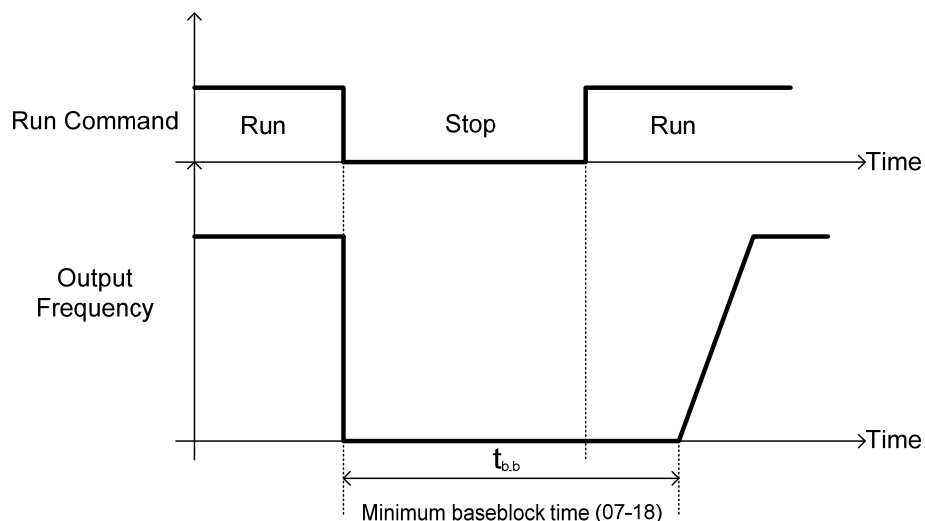 Run Command
Run
Stop
Run
Time
Output
Frequency
Time
tb.b
Minimum baseblock time (07-18)